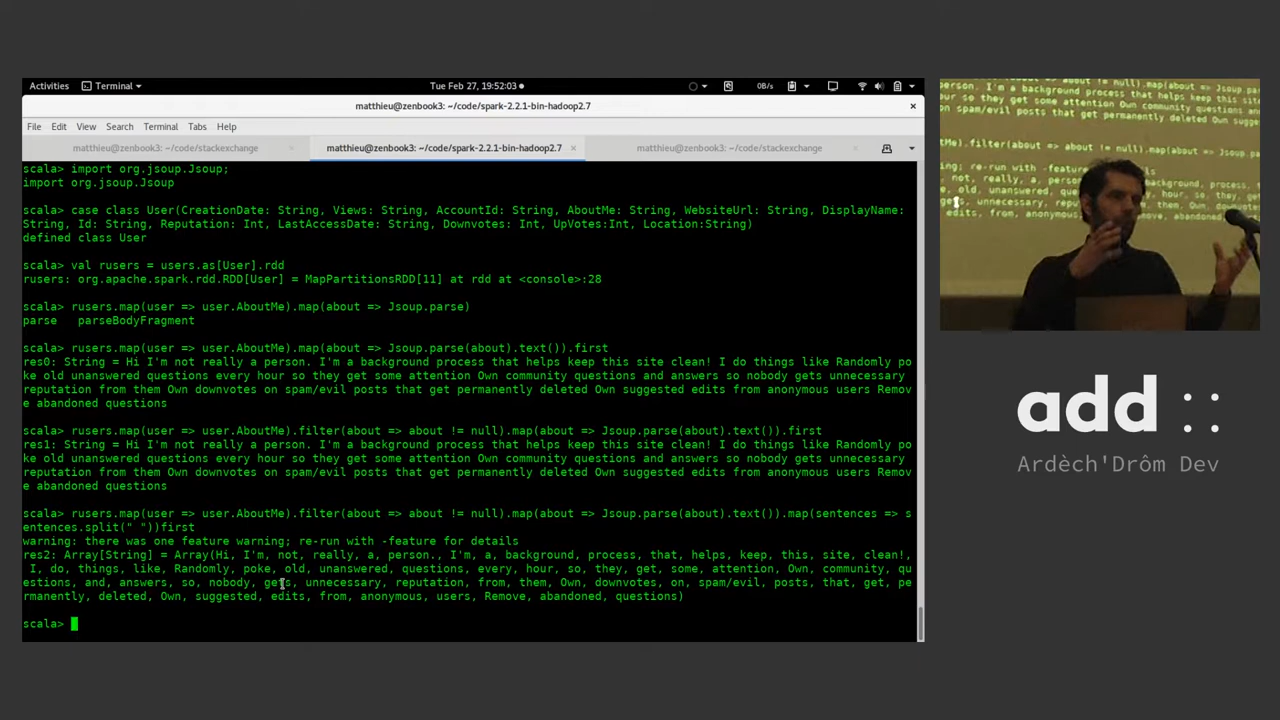 Activities Terminal Tue Feb 27, 19:52:03 0B/s
matthieu@zenbook3: ~/code/spark-2.2.1-bin-hadoop2.7
File Edit View Search Terminal Tabs Help
matthieu@zenbook3: ~/code/stackexchange matthieu@zenbook3: ~/code/spark-2.2.1-bin-hadoop2.7 matthieu@zenbook3: ~/code/stackexchange
scala> import org.jsoup.Jsoup;
import org.jsoup.Jsoup
scala> case class User(CreationDate: String, Views: String, AccountId: String, AboutMe: String, WebsiteUrl: String, DisplayName:
String, Id: String, Reputation: Int, LastAccessDate: String, Downvotes: Int, UpVotes:Int, Location:String)
defined class User
scala> val rusers = users.as[User].rdd
rusers: org.apache.spark.rdd.RDD[User] = MapPartitionsRDD[11] at rdd at <console>:28
scala> rusers.map(user => user.AboutMe).map(about => Jsoup.parse)
parse parseBodyFragment
scala> rusers.map(user => user.AboutMe).map(about => Jsoup.parse(about).text()).first
res0: String = Hi I'm not really a person. I'm a background process that helps keep this site clean! I do things like Randomly po
ke old unanswered questions every hour so they get some attention Own community questions and answers so nobody gets unnecessary
reputation from them Own downvotes on spam/evil posts that get permanently deleted Own suggested edits from anonymous users Remov
e abandoned questions
scala> rusers.map(user => user.AboutMe).filter(about => about != null).map(about => Jsoup.parse(about).text()).first
res1: String = Hi I'm not really a person. I'm a background process that helps keep this site clean! I do things like Randomly po
ke old unanswered questions every hour so they get some attention Own community questions and answers so nobody gets unnecessary
reputation from them Own downvotes on spam/evil posts that get permanently deleted Own suggested edits from anonymous users Remov
e abandoned questions
scala> rusers.map(user => user.AboutMe).filter(about => about != null).map(about => Jsoup.parse(about).text()).map(sentences => s
entences.split(" "))first
warning: there was one feature warning; re-run with -feature for details
res2: Array[String] = Array(Hi, I'm, not, really, a, person., I'm, a, background, process, that, helps, keep, this, site, clean!,
I, do, things, like, Randomly, poke, old, unanswered, questions, every, hour, so, they, get, some, attention, Own, community, qu
estions, and, answers, so, nobody, gets, unnecessary, reputation, from, them, Own, downvotes, on, spam/evil, posts, that, get, pe
rmanently, deleted, Own, suggested, edits, from, anonymous, users, Remove, abandoned, questions)
scala>
add ::
Ardèch'Drôm Dev